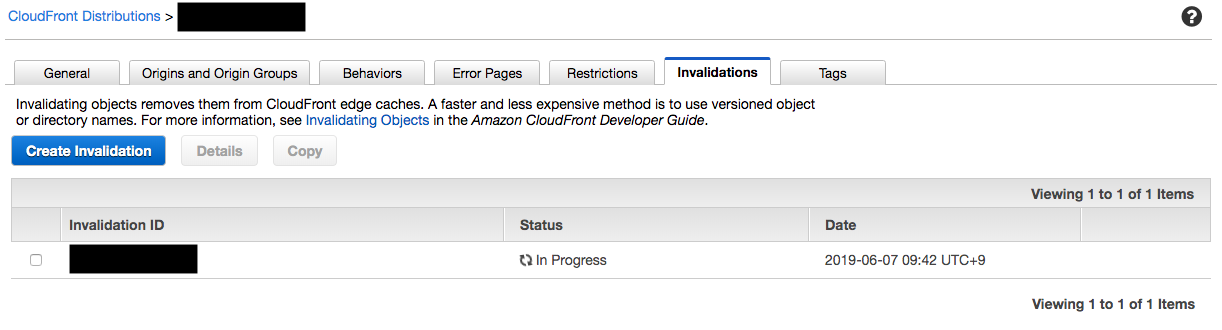 CloudFront Distributions >
?
General Origins and Origin Groups Behaviors Error Pages Restrictions Invalidations Tags
Invalidating objects removes them from CloudFront edge caches. A faster and less expensive method is to use versioned object
or directory names. For more information, see Invalidating Objects in the Amazon CloudFront Developer Guide.
Create Invalidation Details Copy
Viewing 1 to 1 of 1 Items
Invalidation ID Status Date
In Progress 2019-06-07 09:42 UTC+9
Viewing 1 to 1 of 1 Items